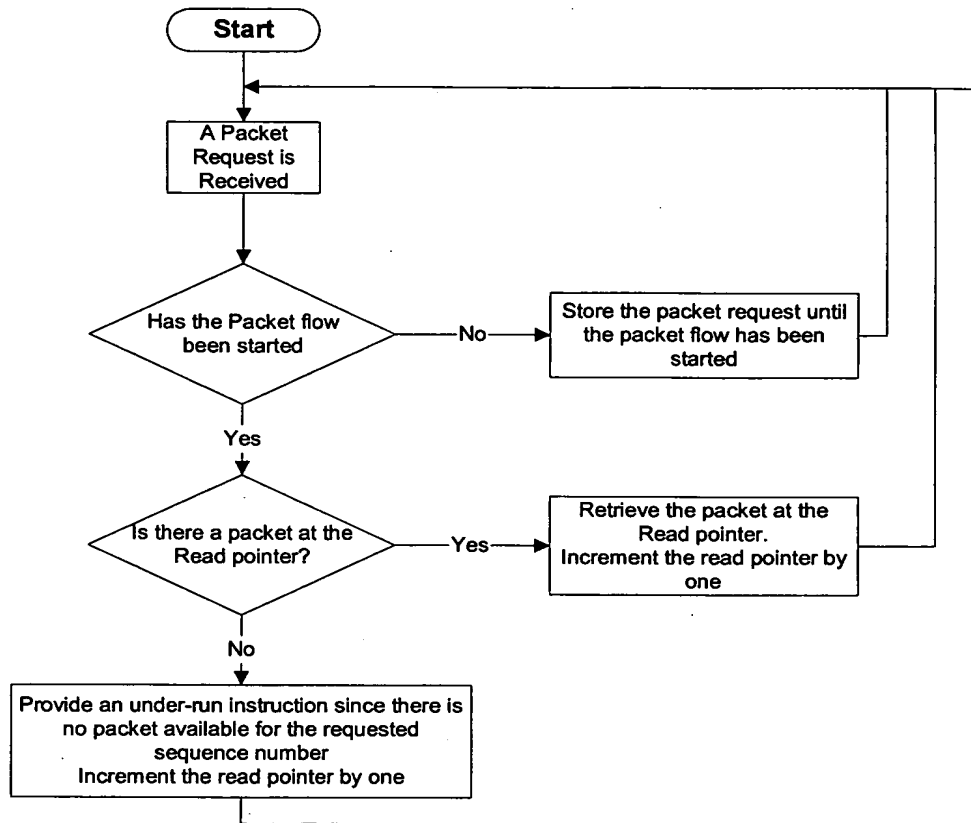 Start
A Packet
Request is
Received
Has the Packet flow
been started
No
Store the packet request until
the packet flow has been
started
Yes
Is there a packet at the
Read pointer?
Yes
Retrieve the packet at the
Read pointer.
Increment the read pointer by
one
No
Provide an under-run instruction since there is
no packet available for the requested
sequence number
Increment the read pointer by one